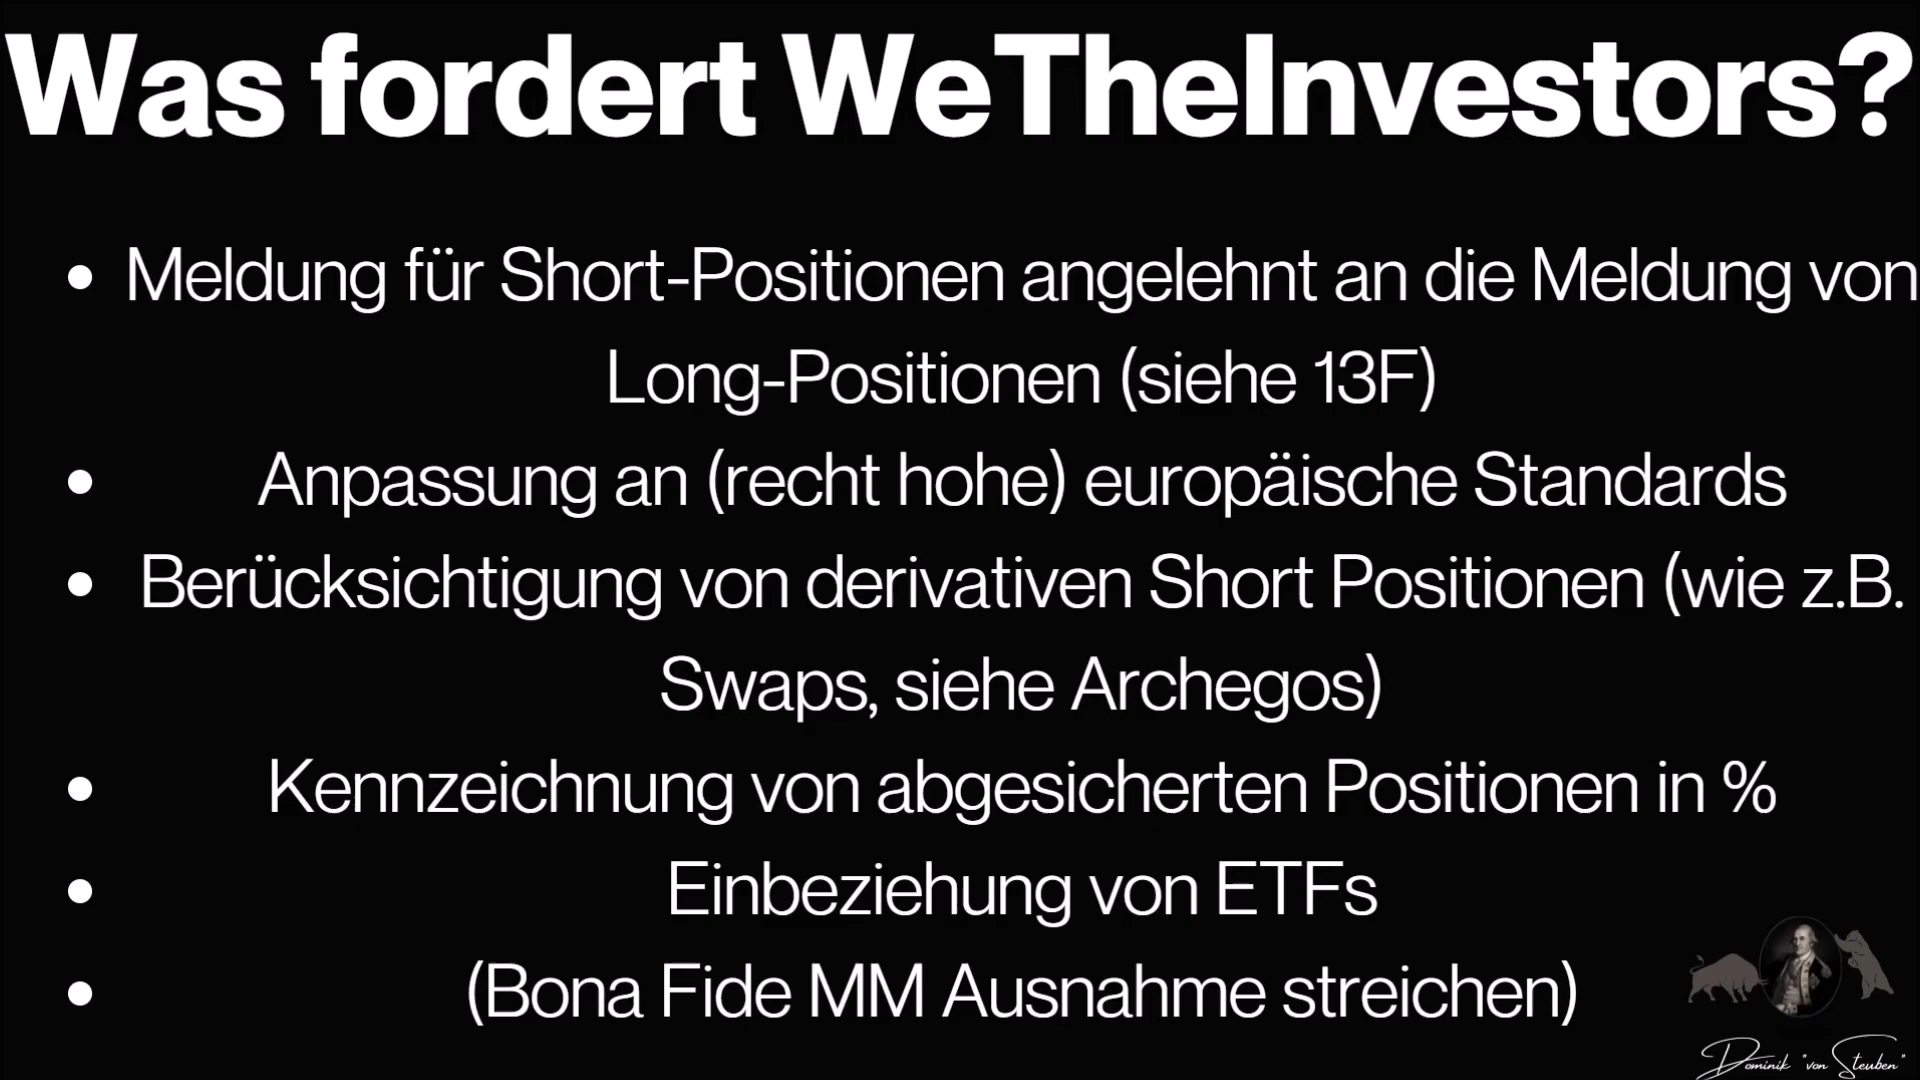 Was fordert WeTheInvestors?
• Meldung für Short-Positionen angelehnt an die Meldung von
Long-Positionen (siehe 13F)
• Anpassung an (recht hohe) europäische Standards
• Berücksichtigung von derivativen Short Positionen (wie z.B.
Swaps, siehe Archegos)
• Kennzeichnung von abgesicherten Positionen in %
• Einbeziehung von ETFs
• (Bona Fide MM Ausnahme streichen)
Dominik "von Steuben"